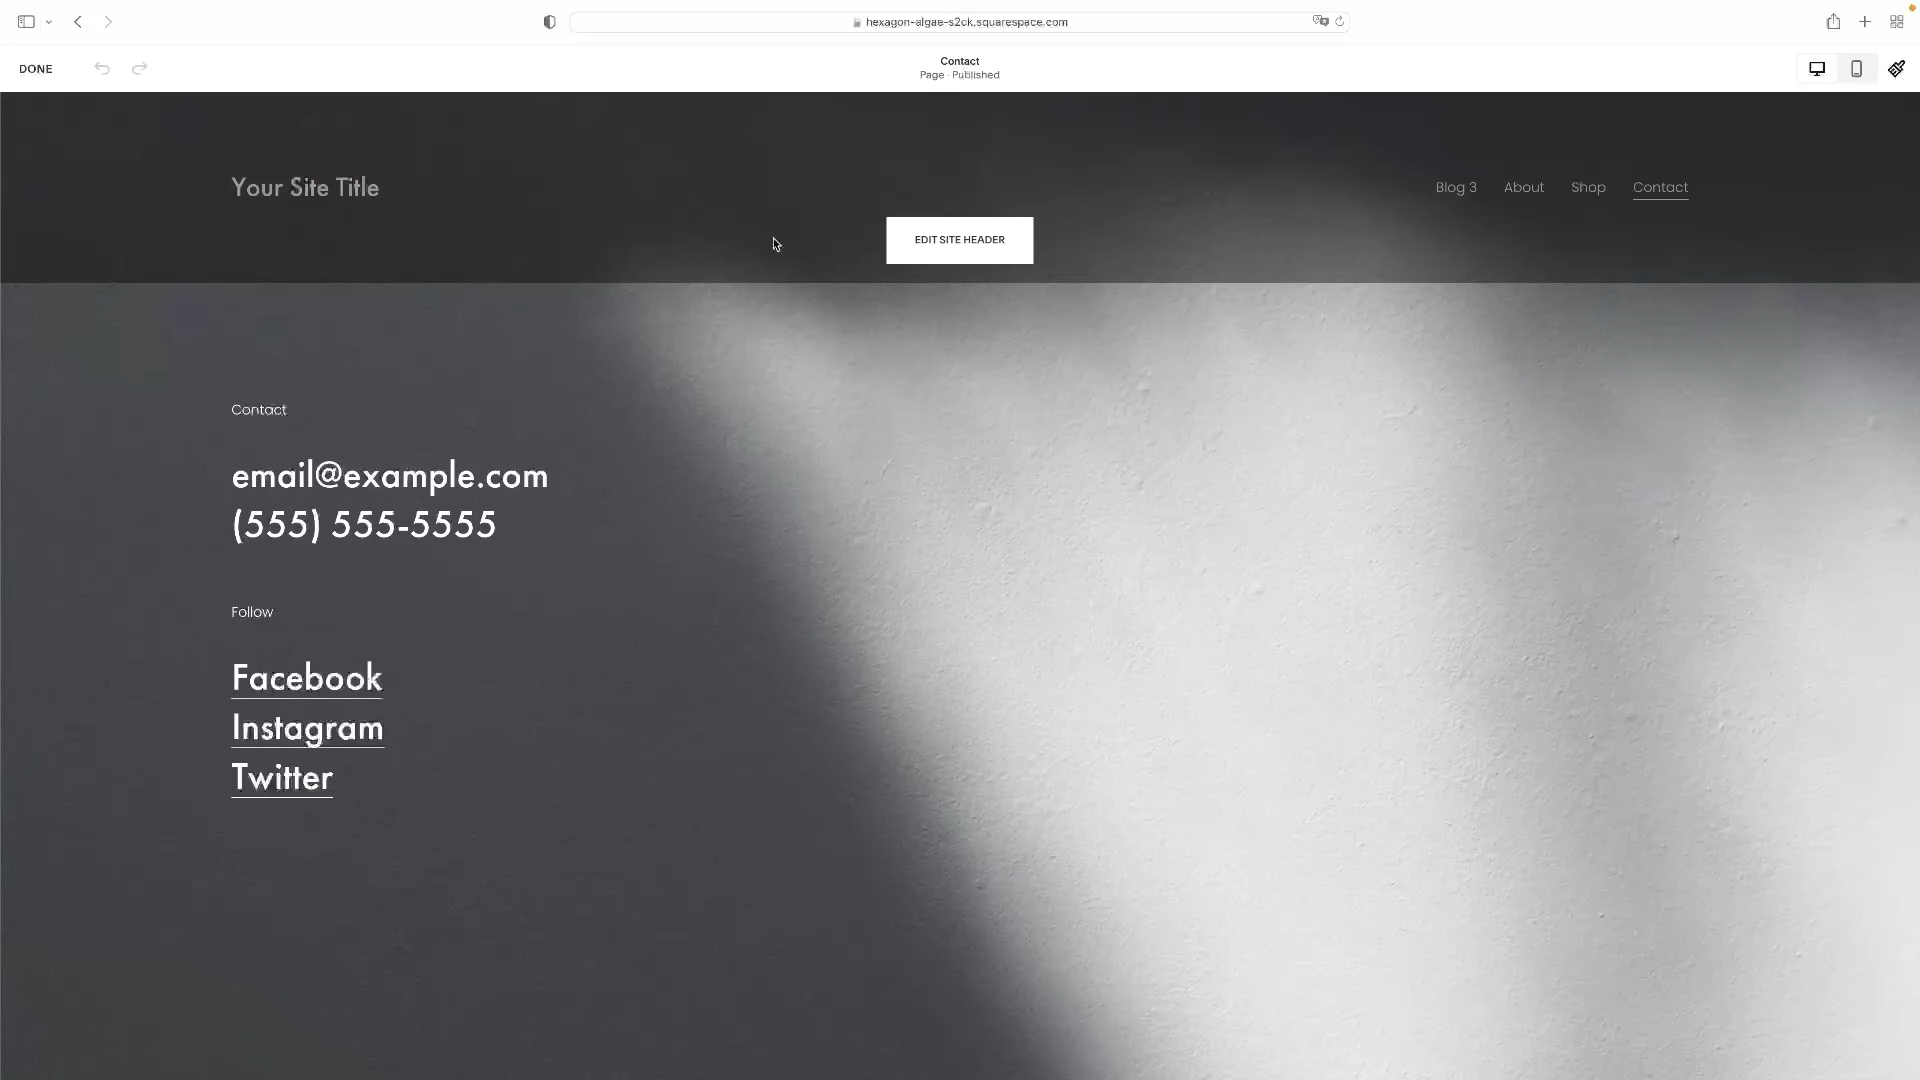 hexagon-algae-s2ck.squarespace.com
DONE
Contact
Page · Published
Your Site Title
Blog 3
About
Shop
Contact
EDIT SITE HEADER
Contact
email@example.com
(555) 555-5555
Follow
Facebook
Instagram
Twitter